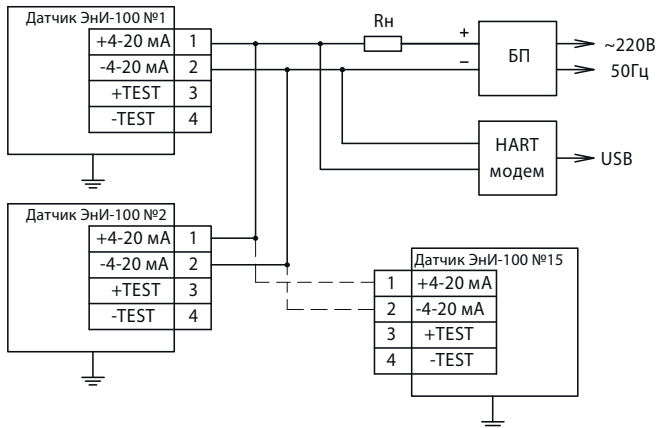 Датчик ЭнИ-100 №1
+4-20 мА 1
-4-20 мА 2
+TEST 3
-TEST 4
Rн
+
–
БП
~220В
50Гц
HART
модем
USB
Датчик ЭнИ-100 №2
+4-20 мА 1
-4-20 мА 2
+TEST 3
-TEST 4
Датчик ЭнИ-100 №15
1 +4-20 мА
2 -4-20 мА
3 +TEST
4 -TEST